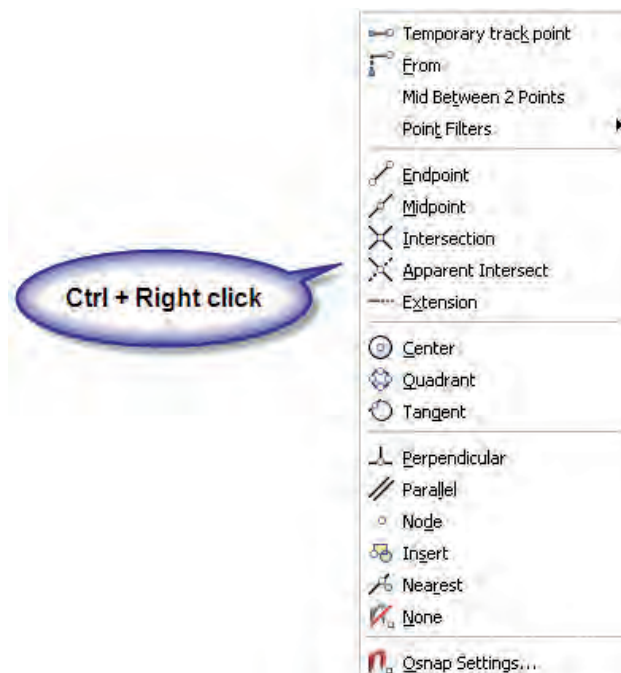 Temporary track point
From
Mid Between 2 Points
Point Filters
Endpoint
Midpoint
Intersection
Apparent Intersect
Extension
Ctrl + Right click
Center
Quadrant
Tangent
Perpendicular
Parallel
Node
Insert
Nearest
None
Osnap Settings...